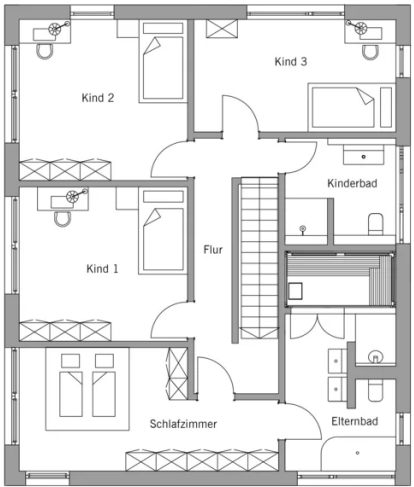 Kind 3
Kind 2
Kinderbad
Flur
Kind 1
Schlafzimmer
Elternbad